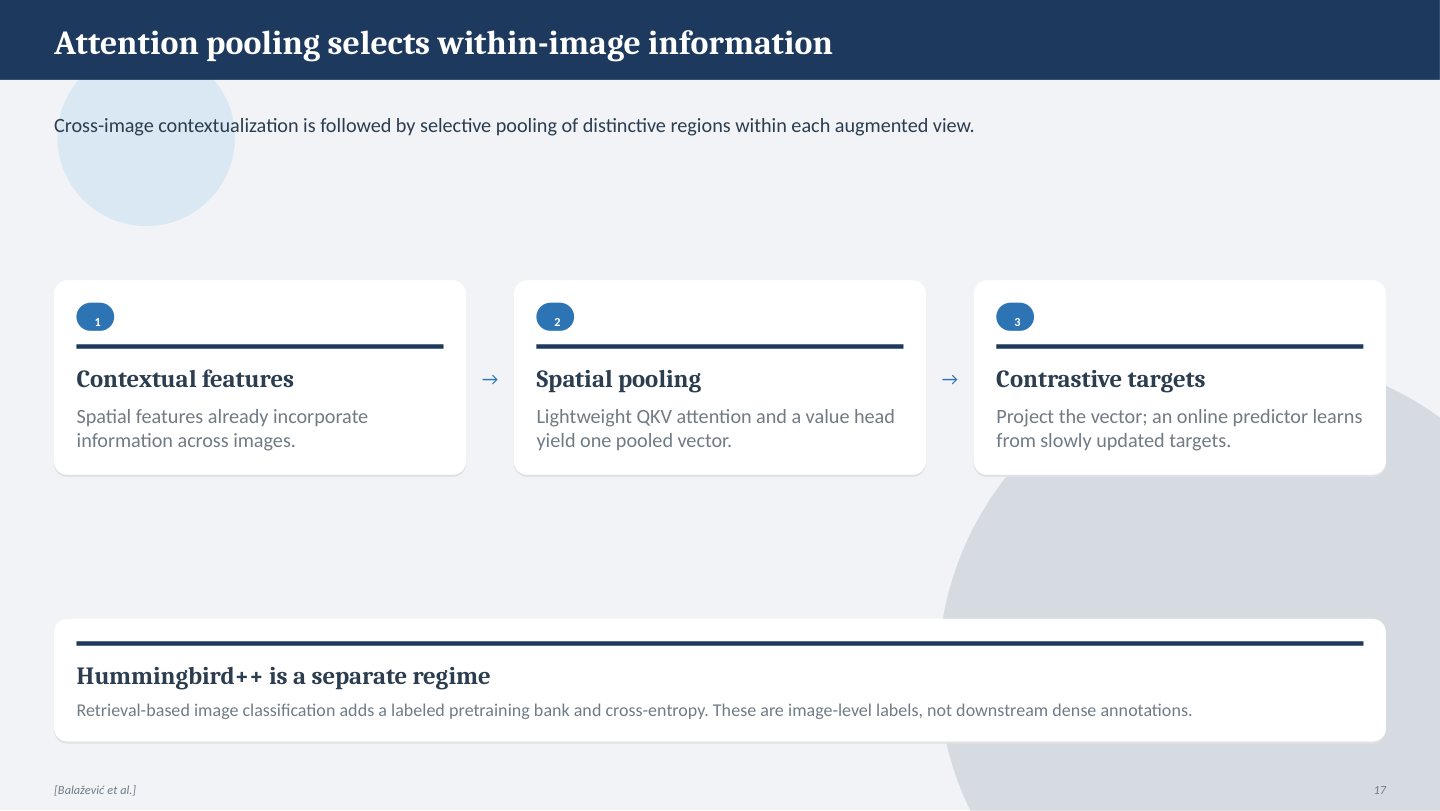 Attention pooling selects within-image information
Cross-image contextualization is followed by selective pooling of distinctive regions within each augmented view.
1
Contextual features
Spatial features already incorporate
information across images.
→
2
Spatial pooling
Lightweight QKV attention and a value head
yield one pooled vector.
→
3
Contrastive targets
Project the vector; an online predictor learns
from slowly updated targets.
Hummingbird++ is a separate regime
Retrieval-based image classification adds a labeled pretraining bank and cross-entropy. These are image-level labels, not downstream dense annotations.
[Balažević et al.]
17